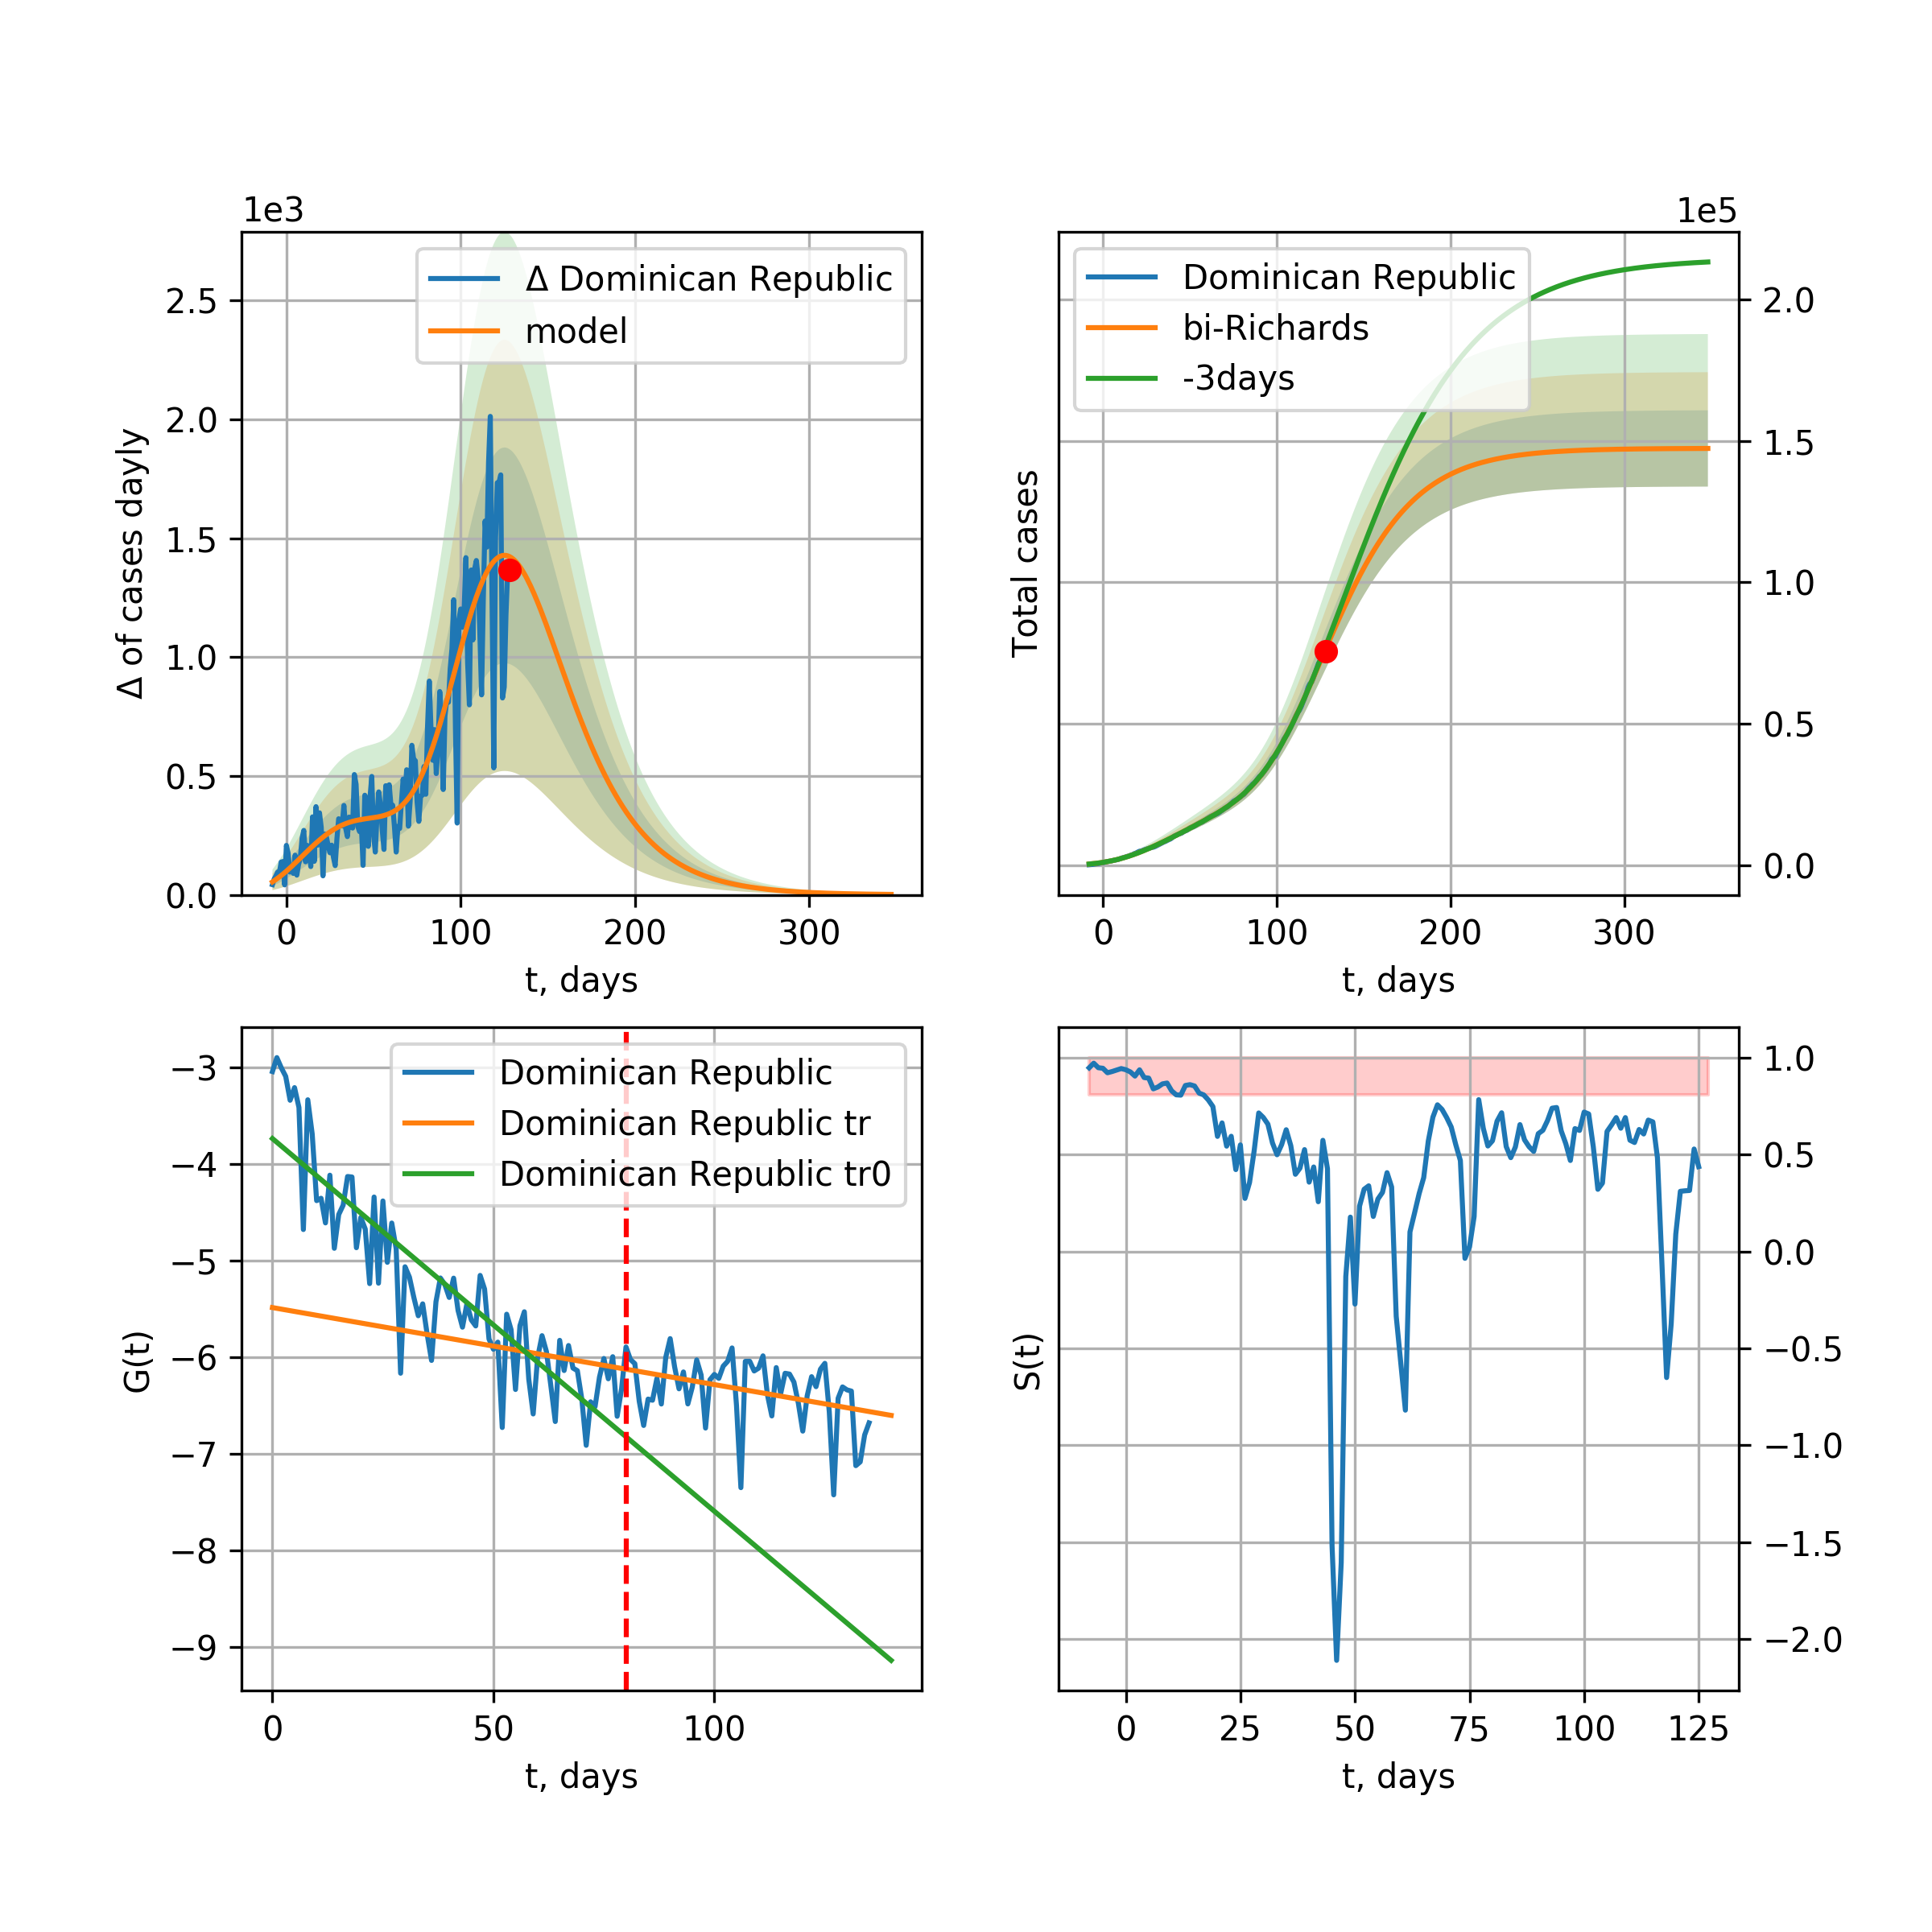 1e3
Δ Dominican Republic
model
2.5
2.0
1.5
1.0
0.5
0.0
Δ of cases dayly
0 100 200 300
t, days
1e5
Dominican Republic
bi-Richards
-3days
2.0
1.5
1.0
0.5
0.0
Total cases
0 100 200 300
t, days
Dominican Republic
Dominican Republic tr
Dominican Republic tr0
−3
−4
−5
−6
−7
−8
−9
G(t)
0 50 100
t, days
1.0
0.5
0.0
−0.5
−1.0
−1.5
−2.0
S(t)
0 25 50 75 100 125
t, days